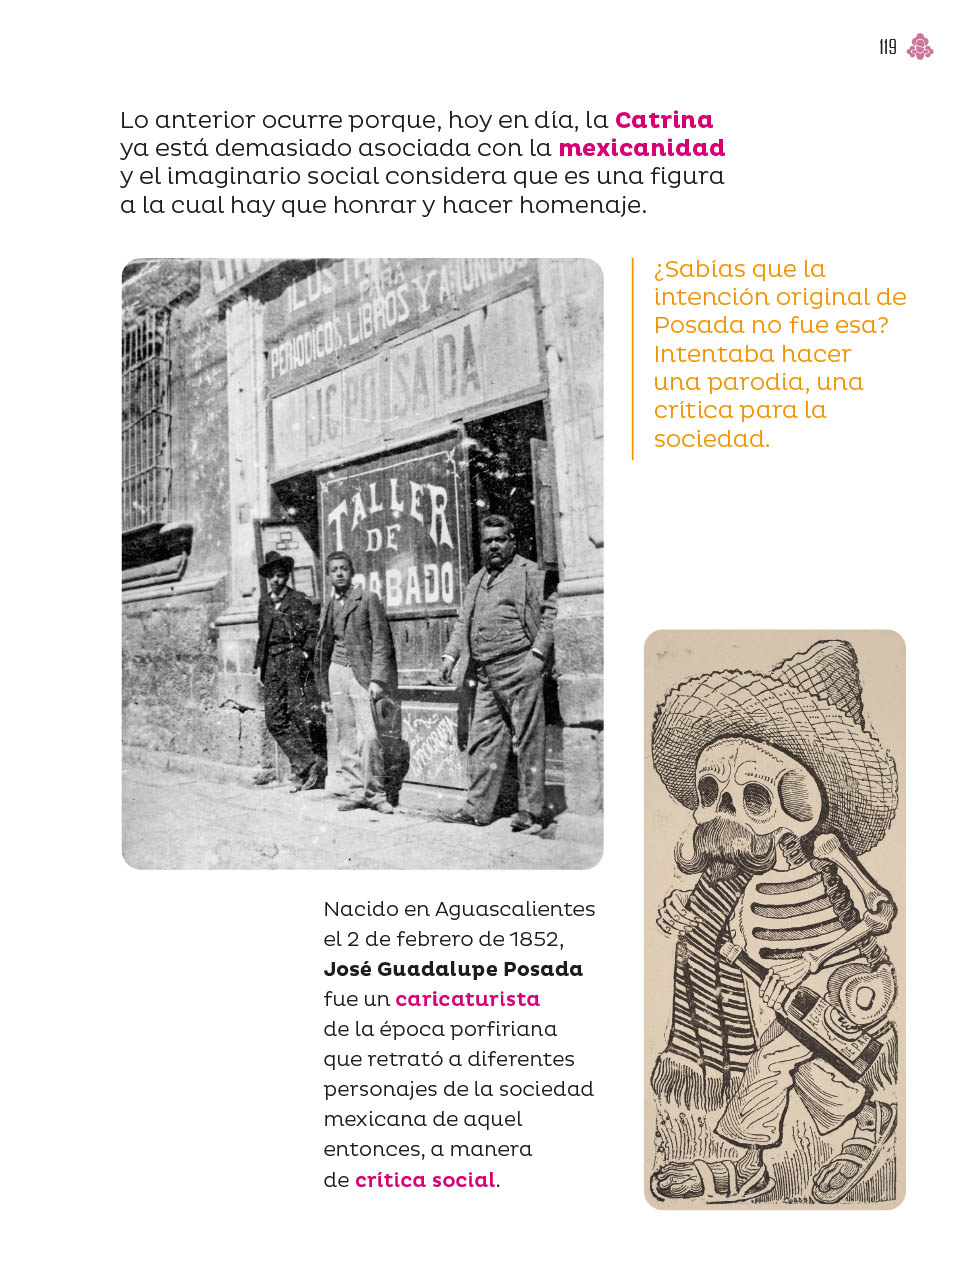 119
Lo anterior ocurre porque, hoy en día, la Catrina
ya está demasiado asociada con la mexicanidad
y el imaginario social considera que es una figura
a la cual hay que honrar y hacer homenaje.
PARA
PERIODICOS, LIBROS Y ANUNCIOS
J.G. POSADA
TALLER
DE
GRABADO
¿Sabías que la
intención original de
Posada no fue esa?
Intentaba hacer
una parodia, una
crítica para la
sociedad.
Nacido en Aguascalientes
el 2 de febrero de 1852,
José Guadalupe Posada
fue un caricaturista
de la época porfiriana
que retrató a diferentes
personajes de la sociedad
mexicana de aquel
entonces, a manera
de crítica social.